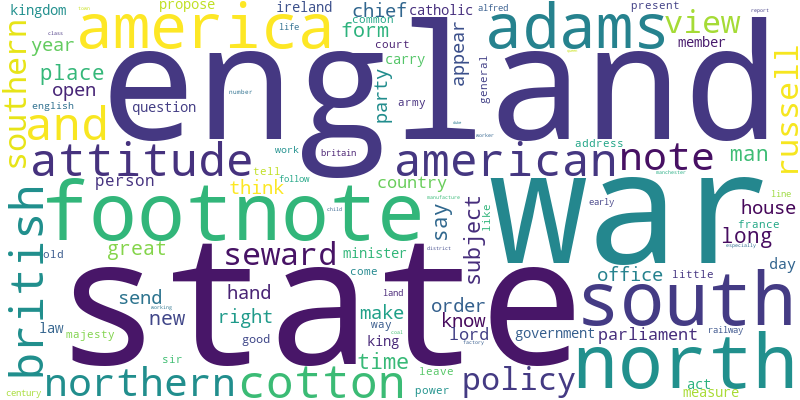 kingdom
propose
ireland
chief
catholic
alfred
present
report
town
class
america
life
common
form
adams
view
member
year
southern
england
court
appear
place
open
question
number
party
carry
army
general
russell
and
english
man
worker
britain
attitude
work
american
note
address
man
person
think
tell
follow
country
manchester
british
footnote
child
manufacture
say
subject
like
war
early
line
house
france
great
seward
minister
district
long
especially
old
come
office
little
day
state
send
hand
land
order
south
working
make
law
new
right
way
know
government
parliament
railway
majesty
good
king
lord
cool
factory
sir
time
north
century
northern
cotton
leave
power
policy
act
measure